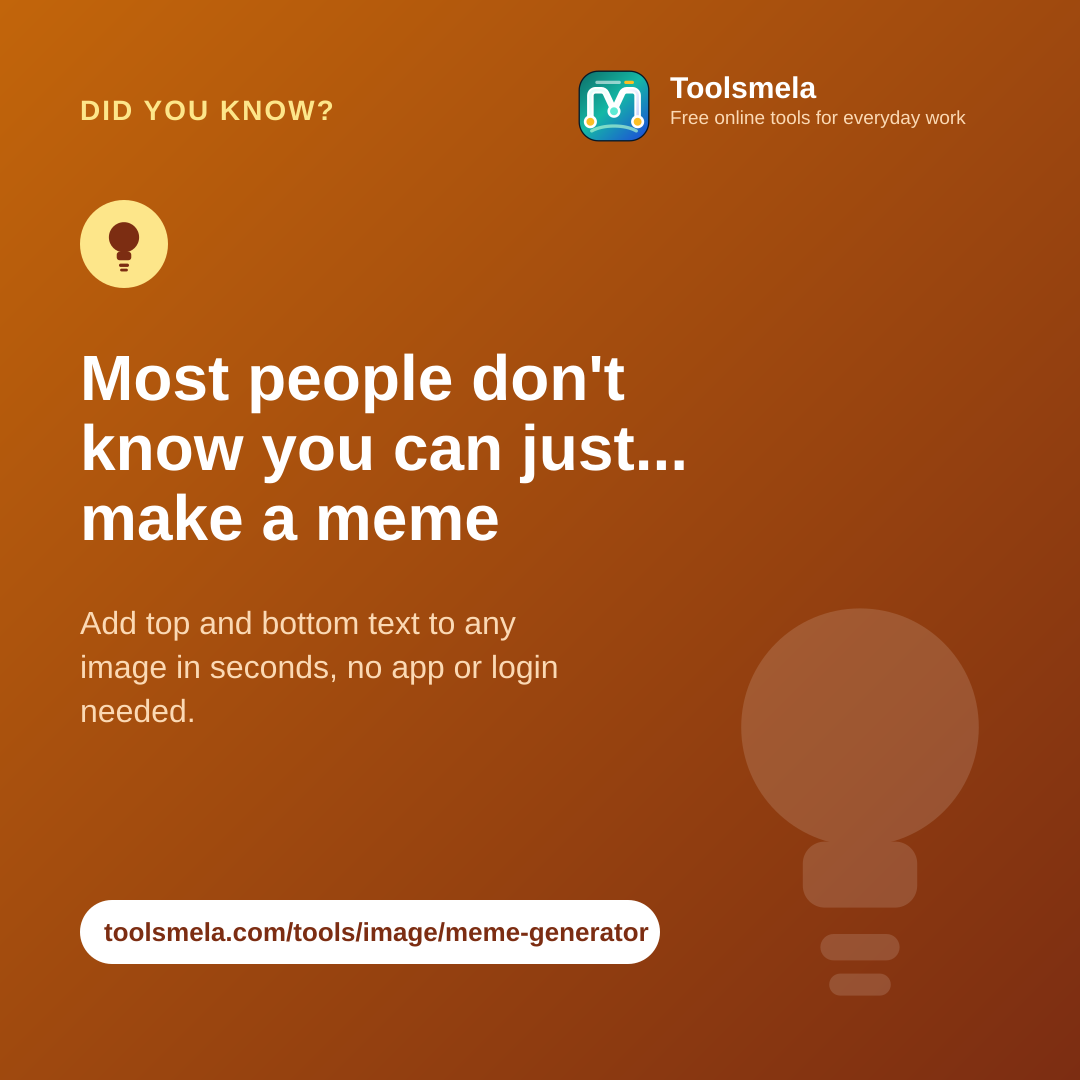 DID YOU KNOW?
Toolsmela
Free online tools for everyday work
Most people don't
know you can just...
make a meme
Add top and bottom text to any
image in seconds, no app or login
needed.
toolsmela.com/tools/image/meme-generator